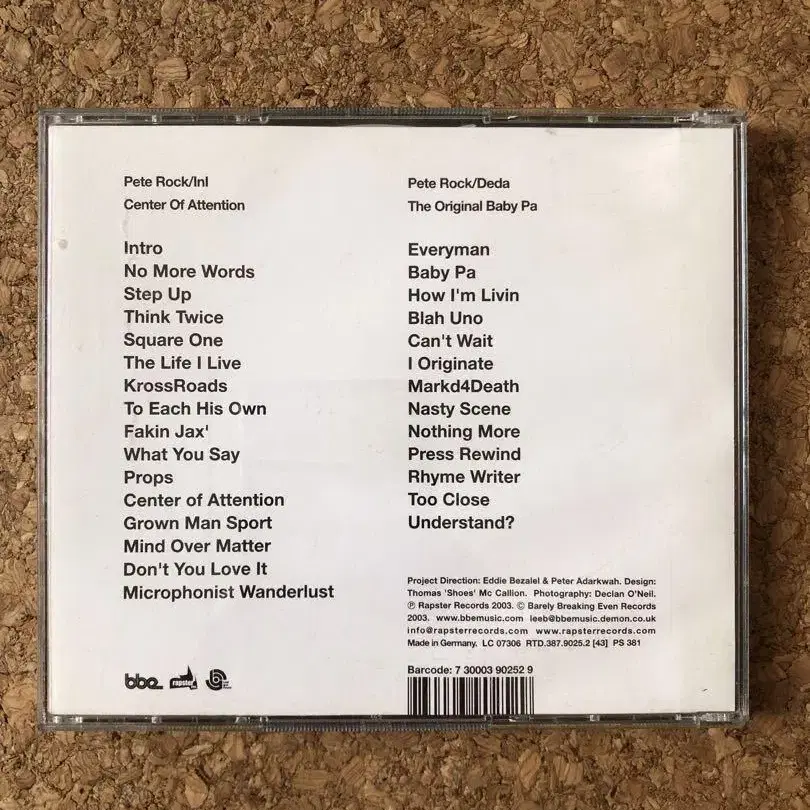 Pete Rock/InI
Center Of Attention
Intro
No More Words
Step Up
Think Twice
Square One
The Life I Live
KrossRoads
To Each His Own
Fakin Jax'
What You Say
Props
Center of Attention
Grown Man Sport
Mind Over Matter
Don't You Love It
Microphonist Wanderlust
Pete Rock/Deda
The Original Baby Pa
Everyman
Baby Pa
How I'm Livin
Blah Uno
Can't Wait
I Originate
Markd4Death
Nasty Scene
Nothing More
Press Rewind
Rhyme Writer
Too Close
Understand?
Project Direction: Eddie Bezalel & Peter Adarkwah. Design:
Thomas 'Shoes' Mc Callion. Photography: Declan O'Neil.
℗ Rapster Records 2003. © Barely Breaking Even Records
2003. www.bbemusic.com leeb@bbemusic.demon.co.uk
info@rapsterrecords.com www.rapsterrecords.com
Made in Germany. LC 07306 RTD.387.9025.2 [43] PS 381
Barcode: 7 30003 90252 9
bbe
rapster